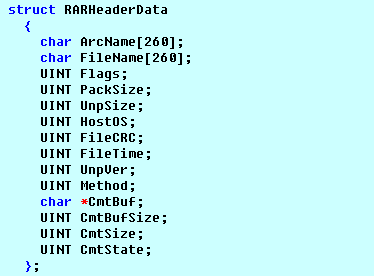 struct RARHeaderData
{
char ArcName[260];
char FileName[260];
UINT Flags;
UINT PackSize;
UINT UnpSize;
UINT HostOS;
UINT FileCRC;
UINT FileTime;
UINT UnpVer;
UINT Method;
char *CmtBuf;
UINT CmtBufSize;
UINT CmtSize;
UINT CmtState;
};